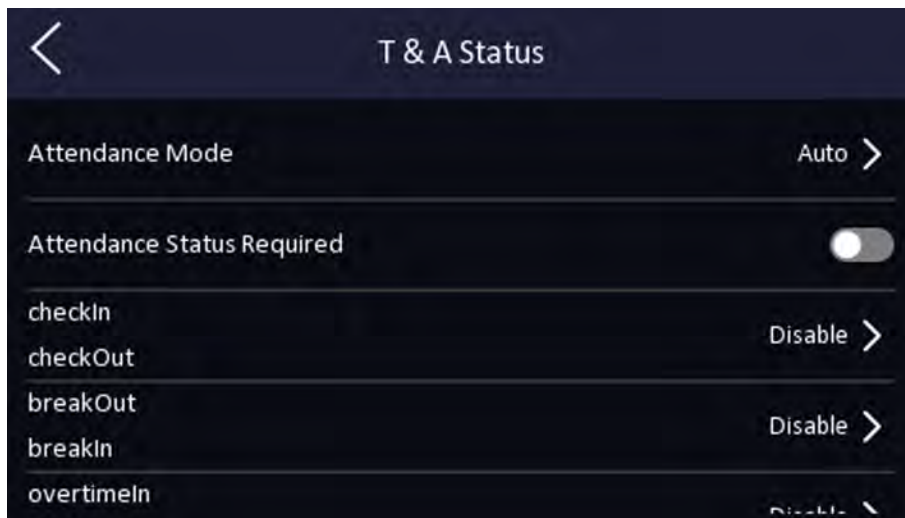 T & A Status
Attendance Mode
Auto
Attendance Status Required
checkIn
checkOut
Disable
breakOut
breakIn
Disable
overtimeIn